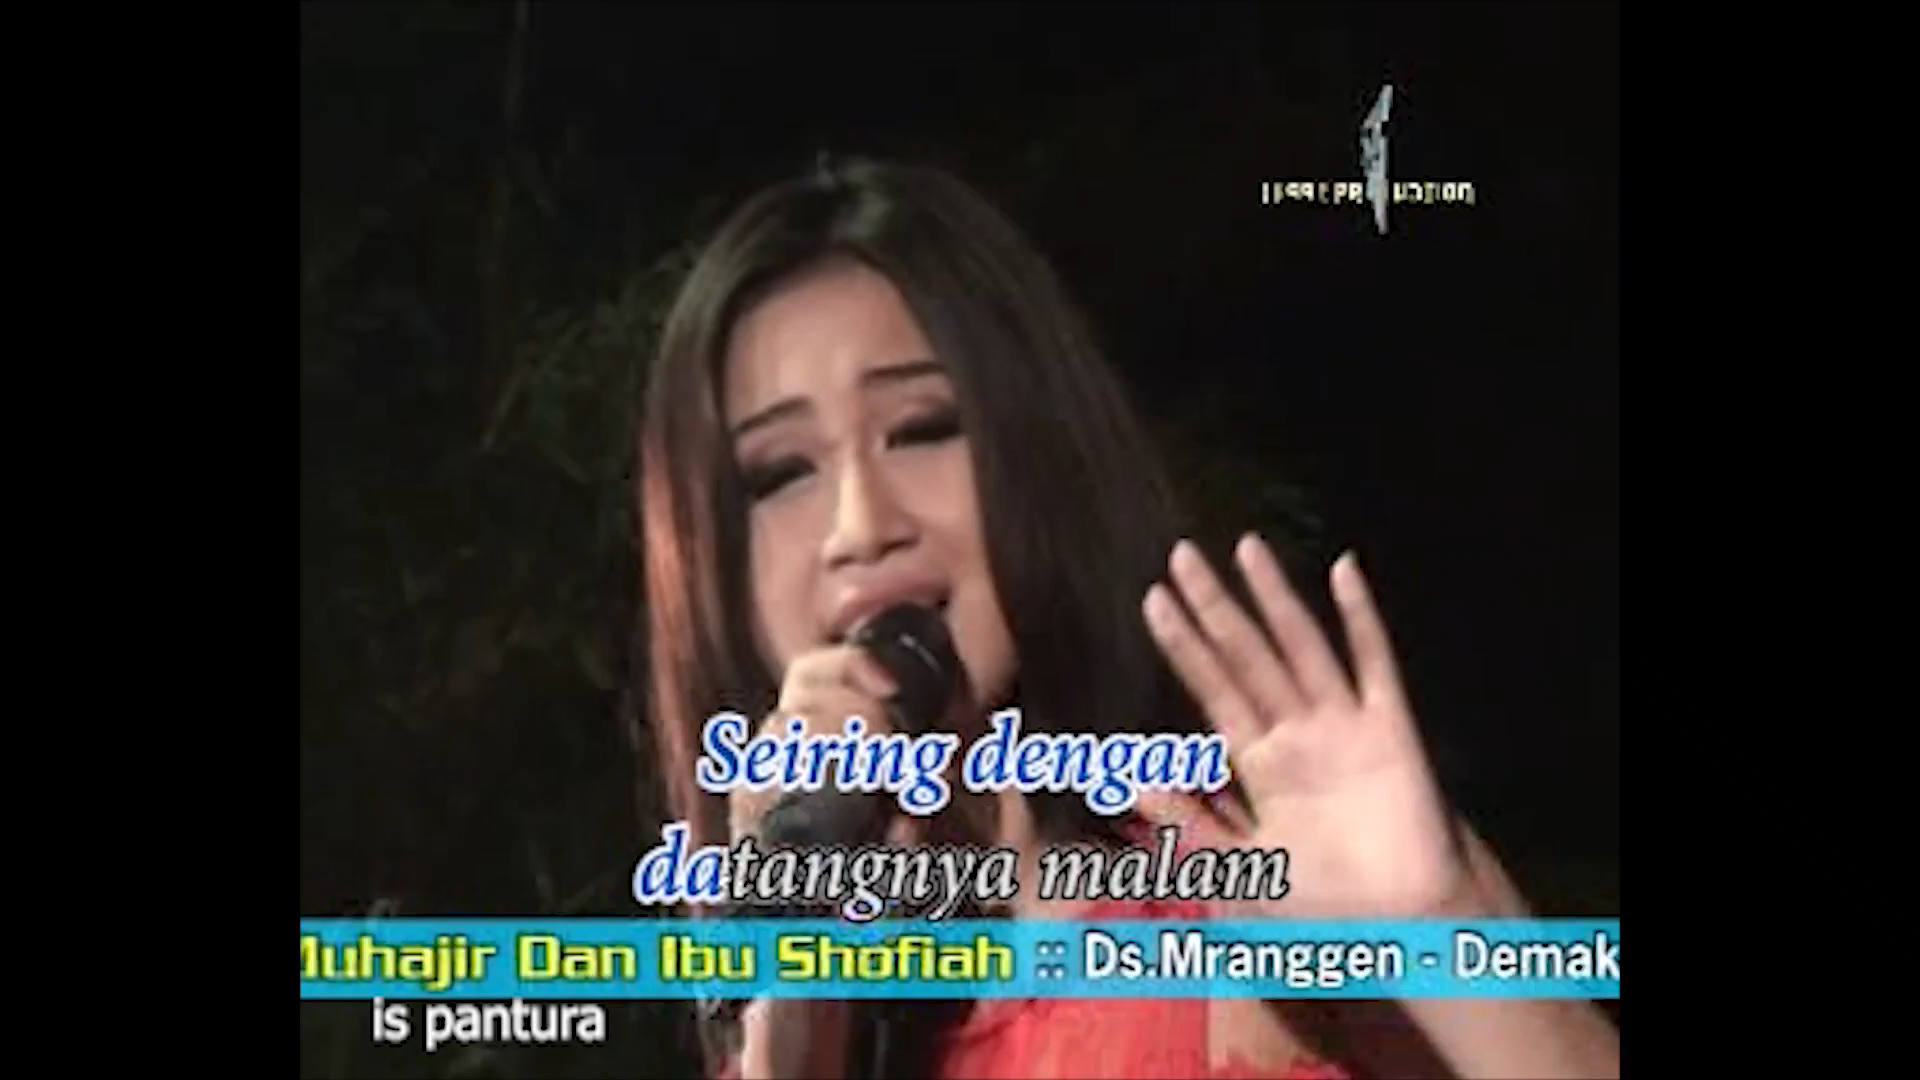 Seiring dengan
datangnya malam
Muhajir Dan Ibu Shofiah :: Ds.Mranggen - Demak
is pantura